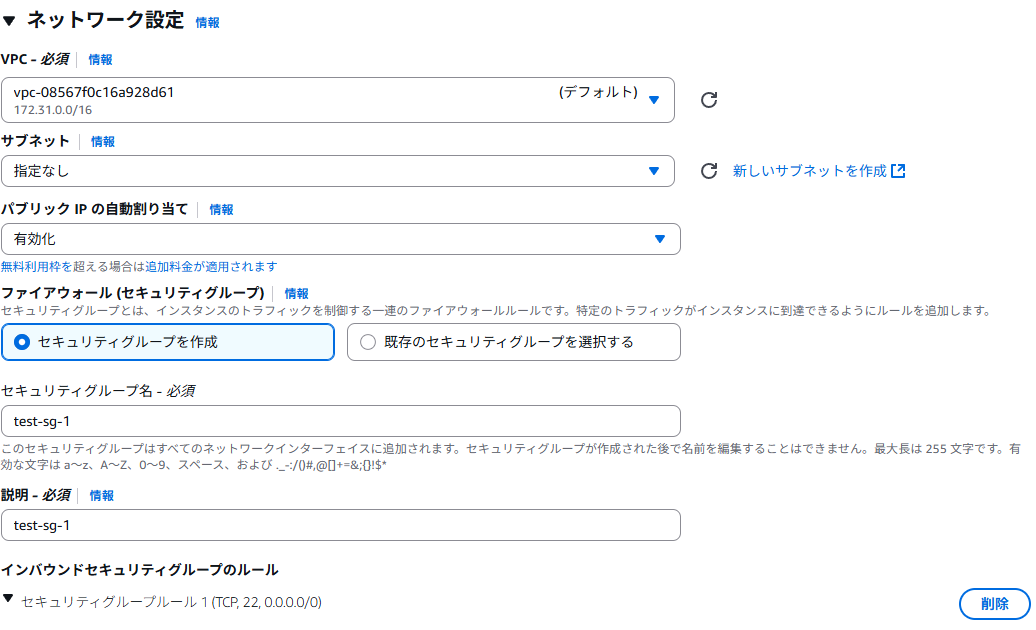 ▼ ネットワーク設定 情報
VPC - 必須 | 情報
vpc-08567f0c16a928d61 (デフォルト)
172.31.0.0/16
サブネット | 情報
指定なし
新しいサブネットを作成
パブリック IP の自動割り当て | 情報
有効化
無料利用枠を超える場合は追加料金が適用されます
ファイアウォール (セキュリティグループ) | 情報
セキュリティグループとは、インスタンスのトラフィックを制御する一連のファイアウォールルールです。特定のトラフィックがインスタンスに到達できるようにルールを追加します。
セキュリティグループを作成 既存のセキュリティグループを選択する
セキュリティグループ名 - 必須
test-sg-1
このセキュリティグループはすべてのネットワークインターフェイスに追加されます。セキュリティグループが作成された後で名前を編集することはできません。最大長は 255 文字です。有
効な文字は a～z、A～Z、0～9、スペース、および ._-:/()#,@[]+=&;{}!$*
説明 - 必須 | 情報
test-sg-1
インバウンドセキュリティグループのルール
▼ セキュリティグループルール 1 (TCP, 22, 0.0.0.0/0) 削除